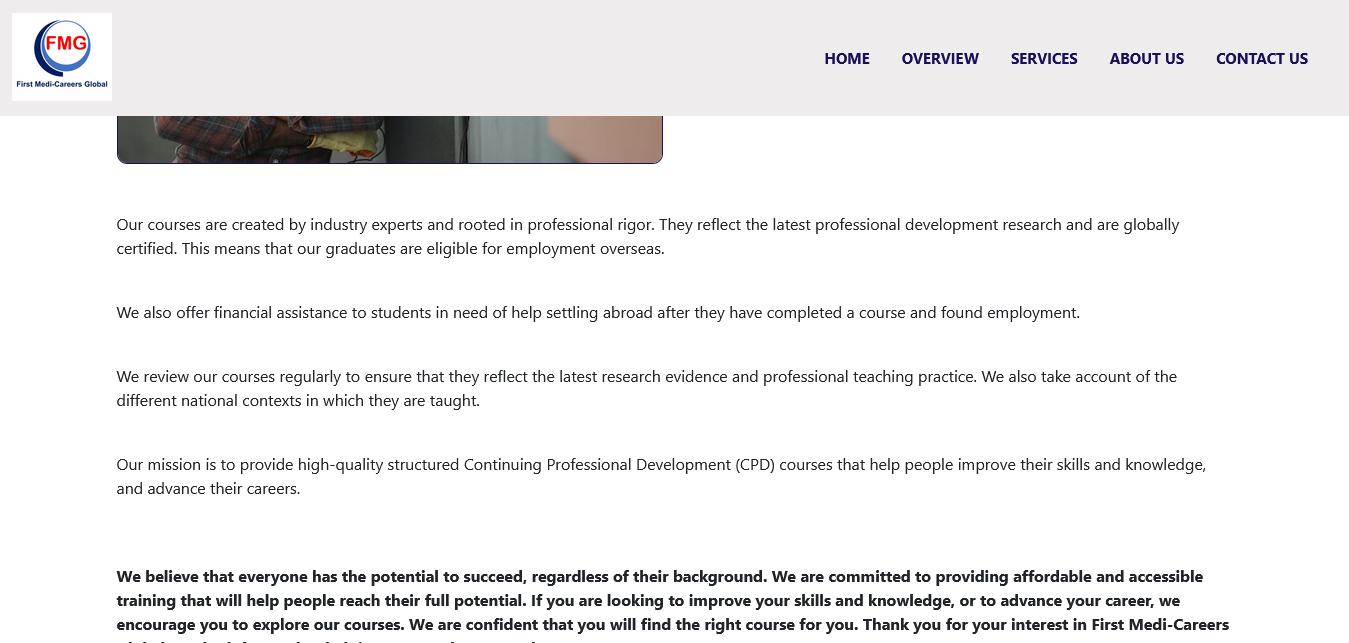 FMG
First Medi-Careers Global
HOME OVERVIEW SERVICES ABOUT US CONTACT US
Our courses are created by industry experts and rooted in professional rigor. They reflect the latest professional development research and are globally
certified. This means that our graduates are eligible for employment overseas.
We also offer financial assistance to students in need of help settling abroad after they have completed a course and found employment.
We review our courses regularly to ensure that they reflect the latest research evidence and professional teaching practice. We also take account of the
different national contexts in which they are taught.
Our mission is to provide high-quality structured Continuing Professional Development (CPD) courses that help people improve their skills and knowledge,
and advance their careers.
We believe that everyone has the potential to succeed, regardless of their background. We are committed to providing affordable and accessible
training that will help people reach their full potential. If you are looking to improve your skills and knowledge, or to advance your career, we
encourage you to explore our courses. We are confident that you will find the right course for you. Thank you for your interest in First Medi-Careers